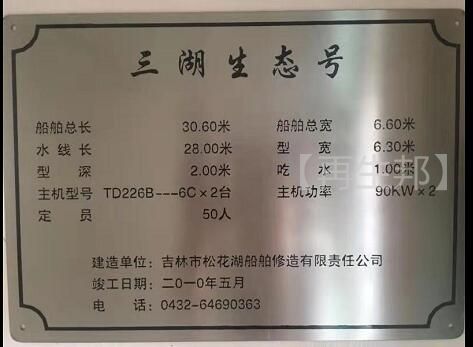 三湖生态号
船舶总长 30.60米 船舶总宽 6.60米
水线长 28.00米 型宽 6.30米
型深 2.00米 吃水 1.00米
主机型号 TD226B---6C×2台 主机功率 90KW×2
定员 50人
【再生邦】
建造单位：吉林市松花湖船舶修造有限责任公司
竣工日期：二〇一〇年五月
电话：0432-64690363